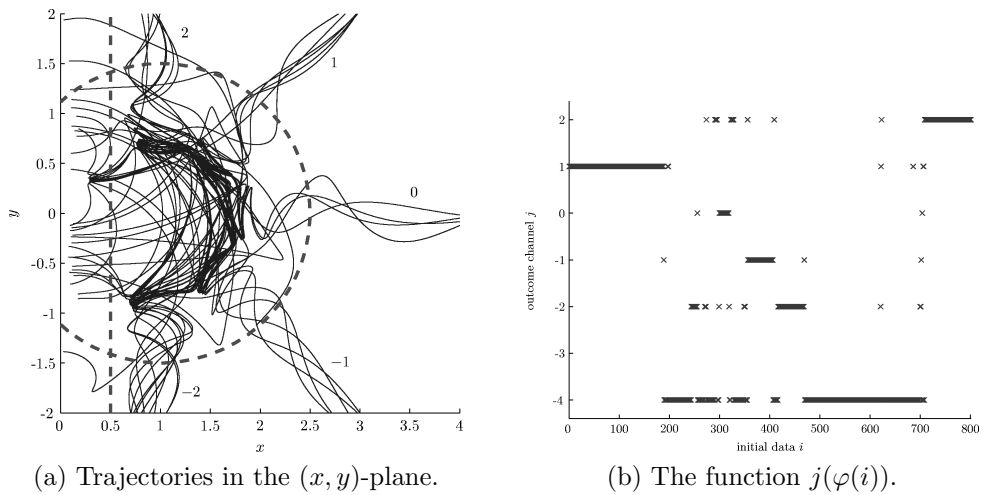 2
1.5
1
0.5
0
-0.5
-1
-1.5
-2
y
0 0.5 1 1.5 2 2.5 3 3.5 4
x
2
1
0
−1
−2
(a) Trajectories in the (x, y)-plane.
2
1
0
-1
-2
-4
outcome channel j
0 100 200 300 400 500 600 700 800
initial data i
(b) The function j(φ(i)).